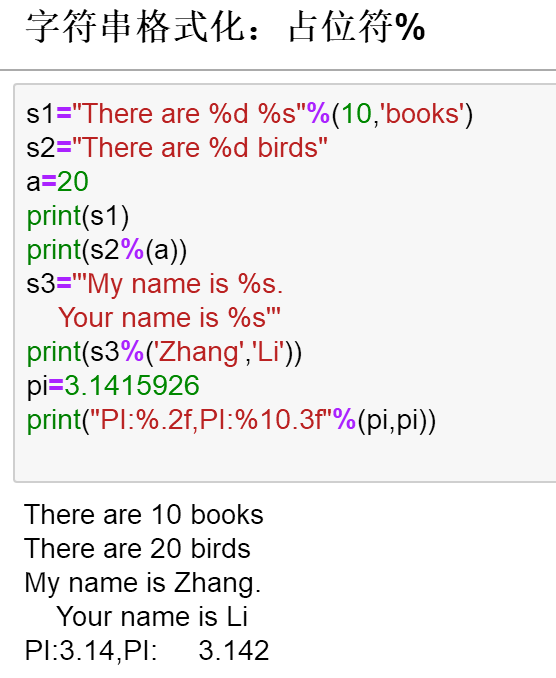 字符串格式化：占位符%
s1="There are %d %s"%(10,'books')
s2="There are %d birds"
a=20
print(s1)
print(s2%(a))
s3='''My name is %s.
    Your name is %s'''
print(s3%('Zhang','Li'))
pi=3.1415926
print("PI:%.2f,PI:%10.3f"%(pi,pi))
There are 10 books
There are 20 birds
My name is Zhang.
    Your name is Li
PI:3.14,PI:     3.142